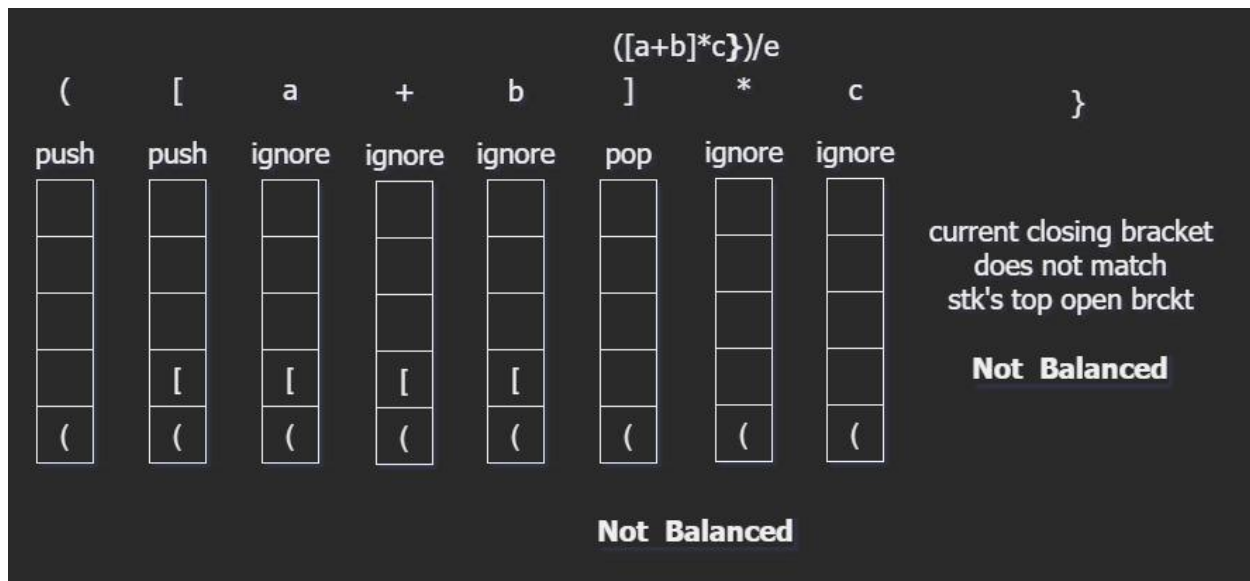 ([a+b]*c})/e
( [ a + b ] * c }
push push ignore ignore ignore pop ignore ignore
current closing bracket
does not match
stk's top open brckt
[ [ [ [
Not Balanced
( ( ( ( ( ( ( (
Not Balanced